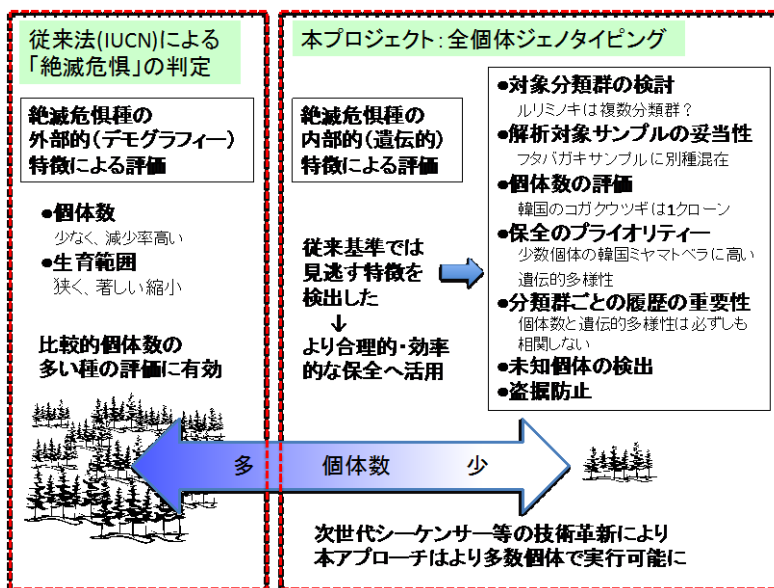 従来法(IUCN)による
「絶滅危惧」の判定
絶滅危惧種の
外部的(デモグラフィー)
特徴による評価
●個体数
少なく、減少率高い
●生育範囲
狭く、著しい縮小
比較的個体数の
多い種の評価に有効
本プロジェクト：全個体ジェノタイピング
絶滅危惧種の
内部的(遺伝的)
特徴による評価
従来基準では
見逃す特徴を
検出した
↓
より合理的・効率
的な保全へ活用
●対象分類群の検討
ルリミノキは複数分類群？
●解析対象サンプルの妥当性
フタバガキサンプルに別種混在
●個体数の評価
韓国のコガクウツギは1クローン
●保全のプライオリティー
少数個体の韓国ミヤマトベラに高い
遺伝的多様性
●分類群ごとの履歴の重要性
個体数と遺伝的多様性は必ずしも
相関しない
●未知個体の検出
●盗掘防止
多 個体数 少
次世代シーケンサー等の技術革新により
本アプローチはより多数個体で実行可能に